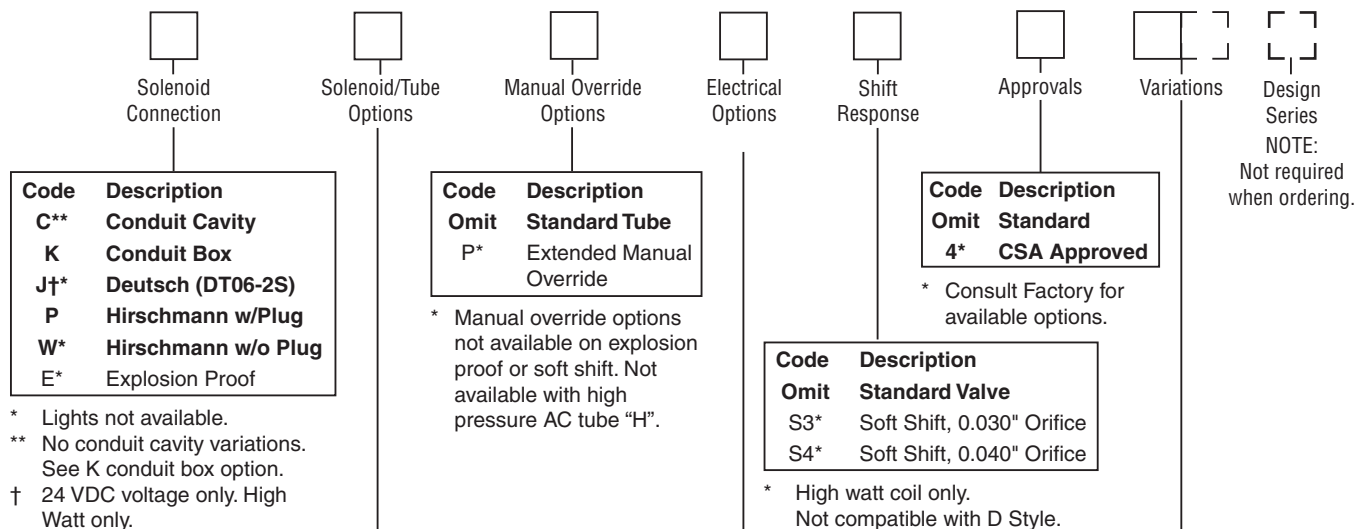 Solenoid
Connection
Solenoid/Tube
Options
Manual Override
Options
Electrical
Options
Shift
Response
Approvals
Variations
Design
Series
NOTE:
Not required
when ordering.
Code Description
C** Conduit Cavity
K Conduit Box
J†* Deutsch (DT06-2S)
P Hirschmann w/Plug
W* Hirschmann w/o Plug
E* Explosion Proof
* Lights not available.
** No conduit cavity variations.
See K conduit box option.
† 24 VDC voltage only. High
Watt only.
Code Description
Omit Standard Tube
P* Extended Manual
Override
* Manual override options
not available on explosion
proof or soft shift. Not
available with high
pressure AC tube “H”.
Code Description
Omit Standard
4* CSA Approved
* Consult Factory for
available options.
Code Description
Omit Standard Valve
S3* Soft Shift, 0.030" Orifice
S4* Soft Shift, 0.040" Orifice
* High watt coil only.
Not compatible with D Style.